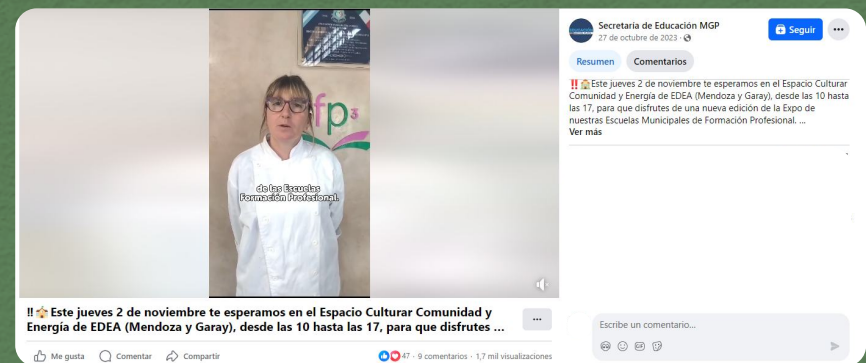 fp3
de las Escuelas
Formación Profesional.
‼🏫Este jueves 2 de noviembre te esperamos en el Espacio Culturar Comunidad y
Energía de EDEA (Mendoza y Garay), desde las 10 hasta las 17, para que disfrutes ...
Me gusta Comentar Compartir 47 · 9 comentarios · 1,7 mil visualizaciones
Secretaría de Educación MGP
27 de octubre de 2023 ·
Seguir
Resumen Comentarios
‼🏫Este jueves 2 de noviembre te esperamos en el Espacio Culturar
Comunidad y Energía de EDEA (Mendoza y Garay), desde las 10 hasta
las 17, para que disfrutes de una nueva edición de la Expo de
nuestras Escuelas Municipales de Formación Profesional. ...
Ver más
Escribe un comentario...